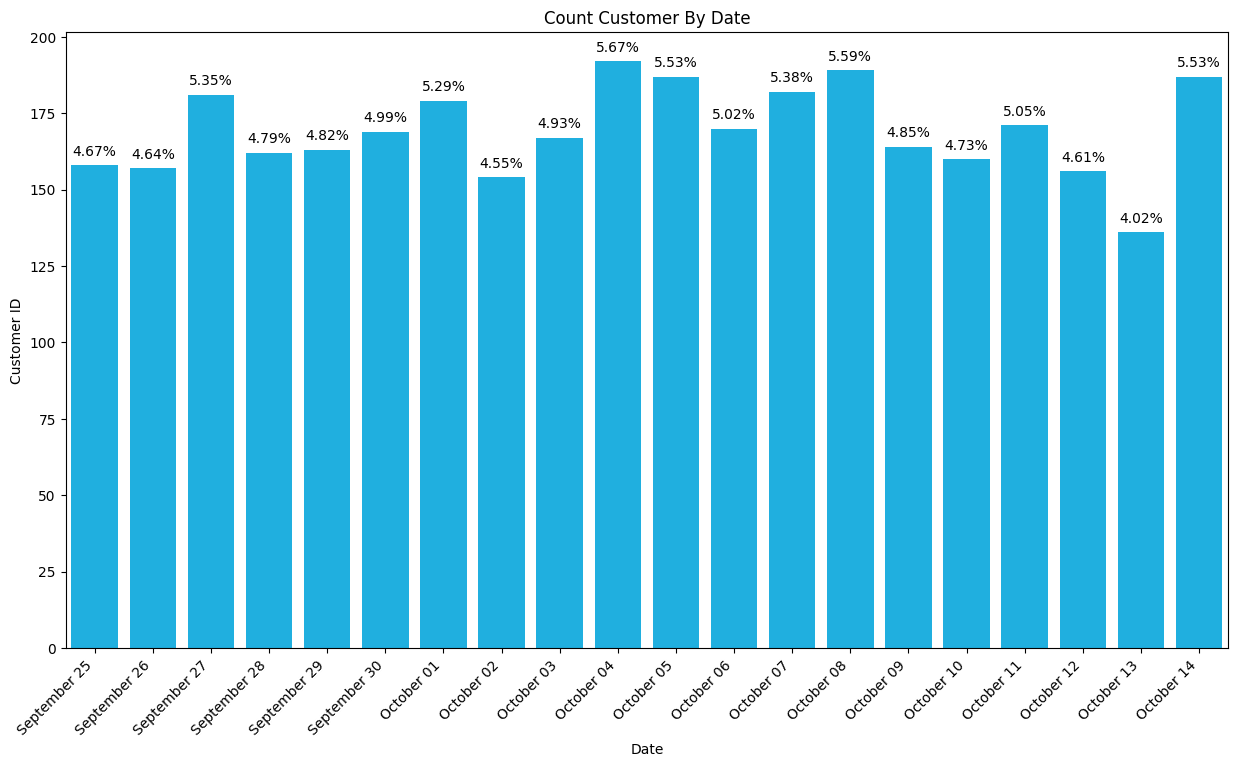 Count Customer By Date
Customer ID
200
175
150
125
100
75
50
25
0
4.67%
4.64%
5.35%
4.79%
4.82%
4.99%
5.29%
4.55%
4.93%
5.67%
5.53%
5.02%
5.38%
5.59%
4.85%
4.73%
5.05%
4.61%
4.02%
5.53%
September 25
September 26
September 27
September 28
September 29
September 30
October 01
October 02
October 03
October 04
October 05
October 06
October 07
October 08
October 09
October 10
October 11
October 12
October 13
October 14
Date